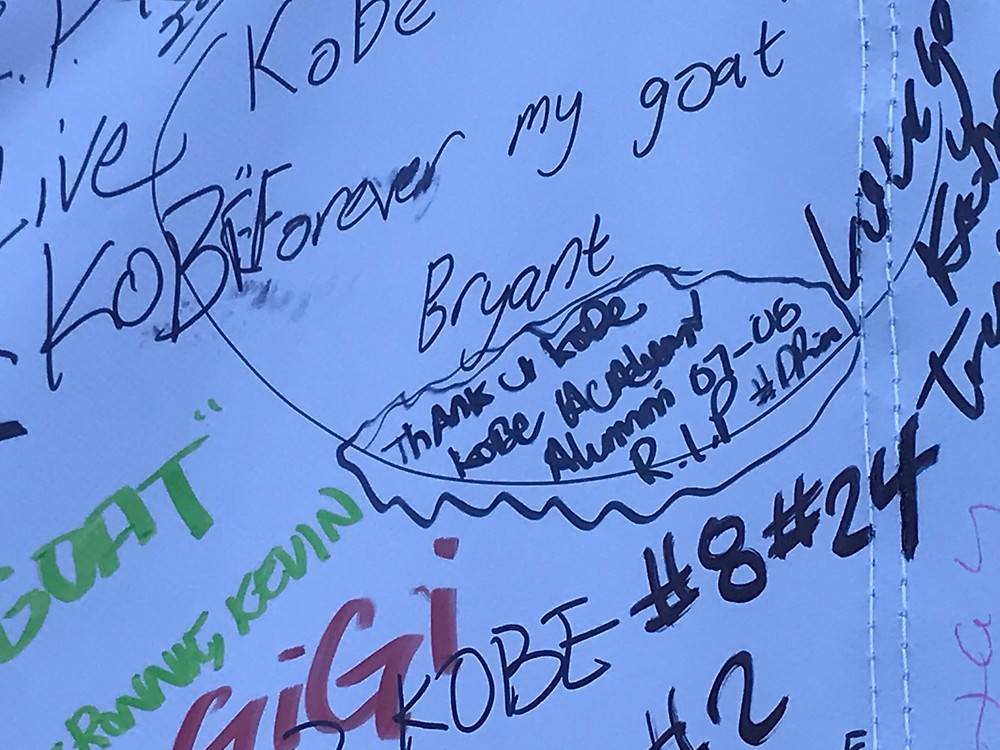 Kobe
my goat
Live
KOBE "Forever
Bryant
THANK U KOBE
KOBE ACADEMY
Alumni 07-08
R.I.P
GOAT"
RONNIE, KEVIN
GiGi
KOBE #8 #24
#2